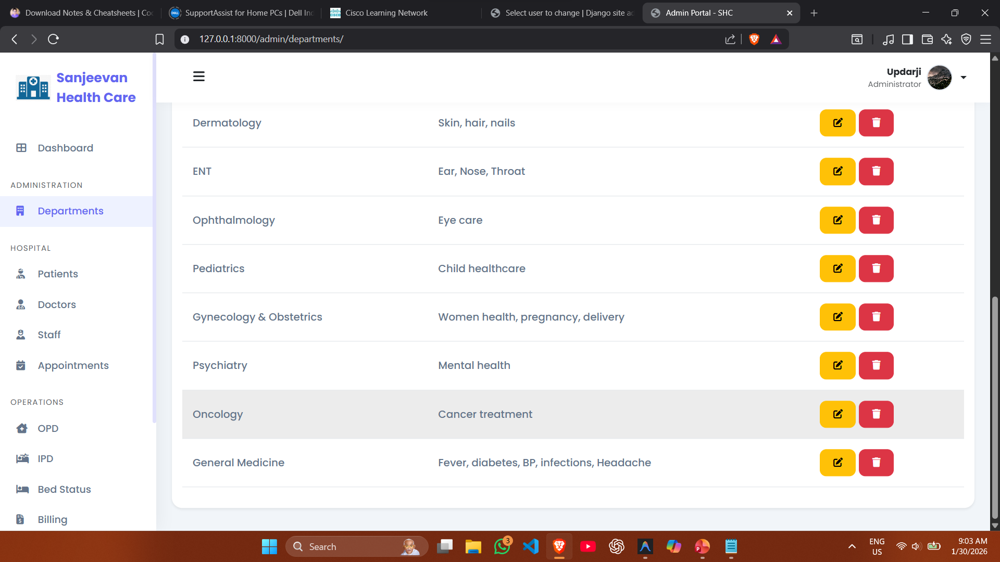 Download Notes & Cheatsheets | Co
SupportAssist for Home PCs | Dell Ind
Cisco Learning Network
Select user to change | Django site a
Admin Portal - SHC
127.0.0.1:8000/admin/departments/
Sanjeevan
Health Care
Updarji
Administrator
Dashboard
ADMINISTRATION
Departments
HOSPITAL
Patients
Doctors
Staff
Appointments
OPERATIONS
OPD
IPD
Bed Status
Billing
Dermatology Skin, hair, nails
ENT Ear, Nose, Throat
Ophthalmology Eye care
Pediatrics Child healthcare
Gynecology & Obstetrics Women health, pregnancy, delivery
Psychiatry Mental health
Oncology Cancer treatment
General Medicine Fever, diabetes, BP, infections, Headache
Search
3
ENG
US
9:03 AM
1/30/2026